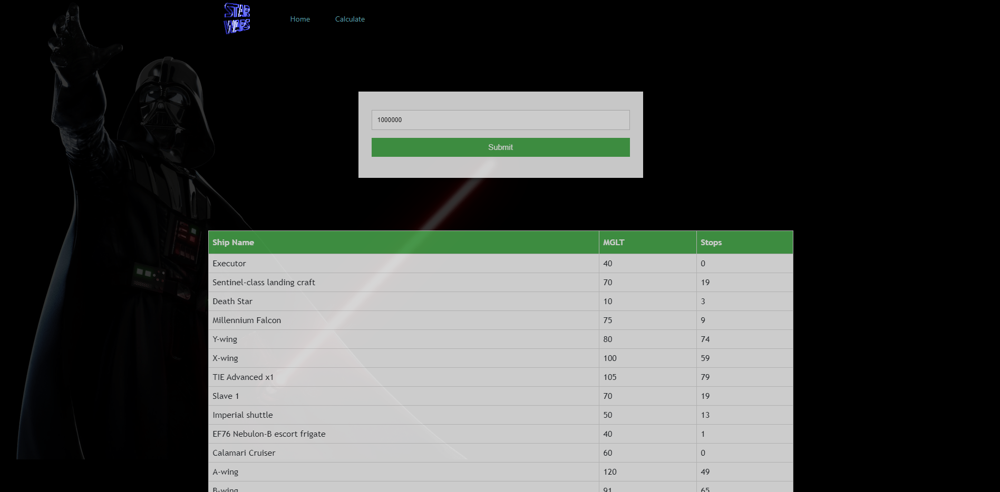 STAR
WARS
Home Calculate
1000000
Submit
Ship Name MGLT Stops
Executor 40 0
Sentinel-class landing craft 70 19
Death Star 10 3
Millennium Falcon 75 9
Y-wing 80 74
X-wing 100 59
TIE Advanced x1 105 79
Slave 1 70 19
Imperial shuttle 50 13
EF76 Nebulon-B escort frigate 40 1
Calamari Cruiser 60 0
A-wing 120 49
B-wing 91 65